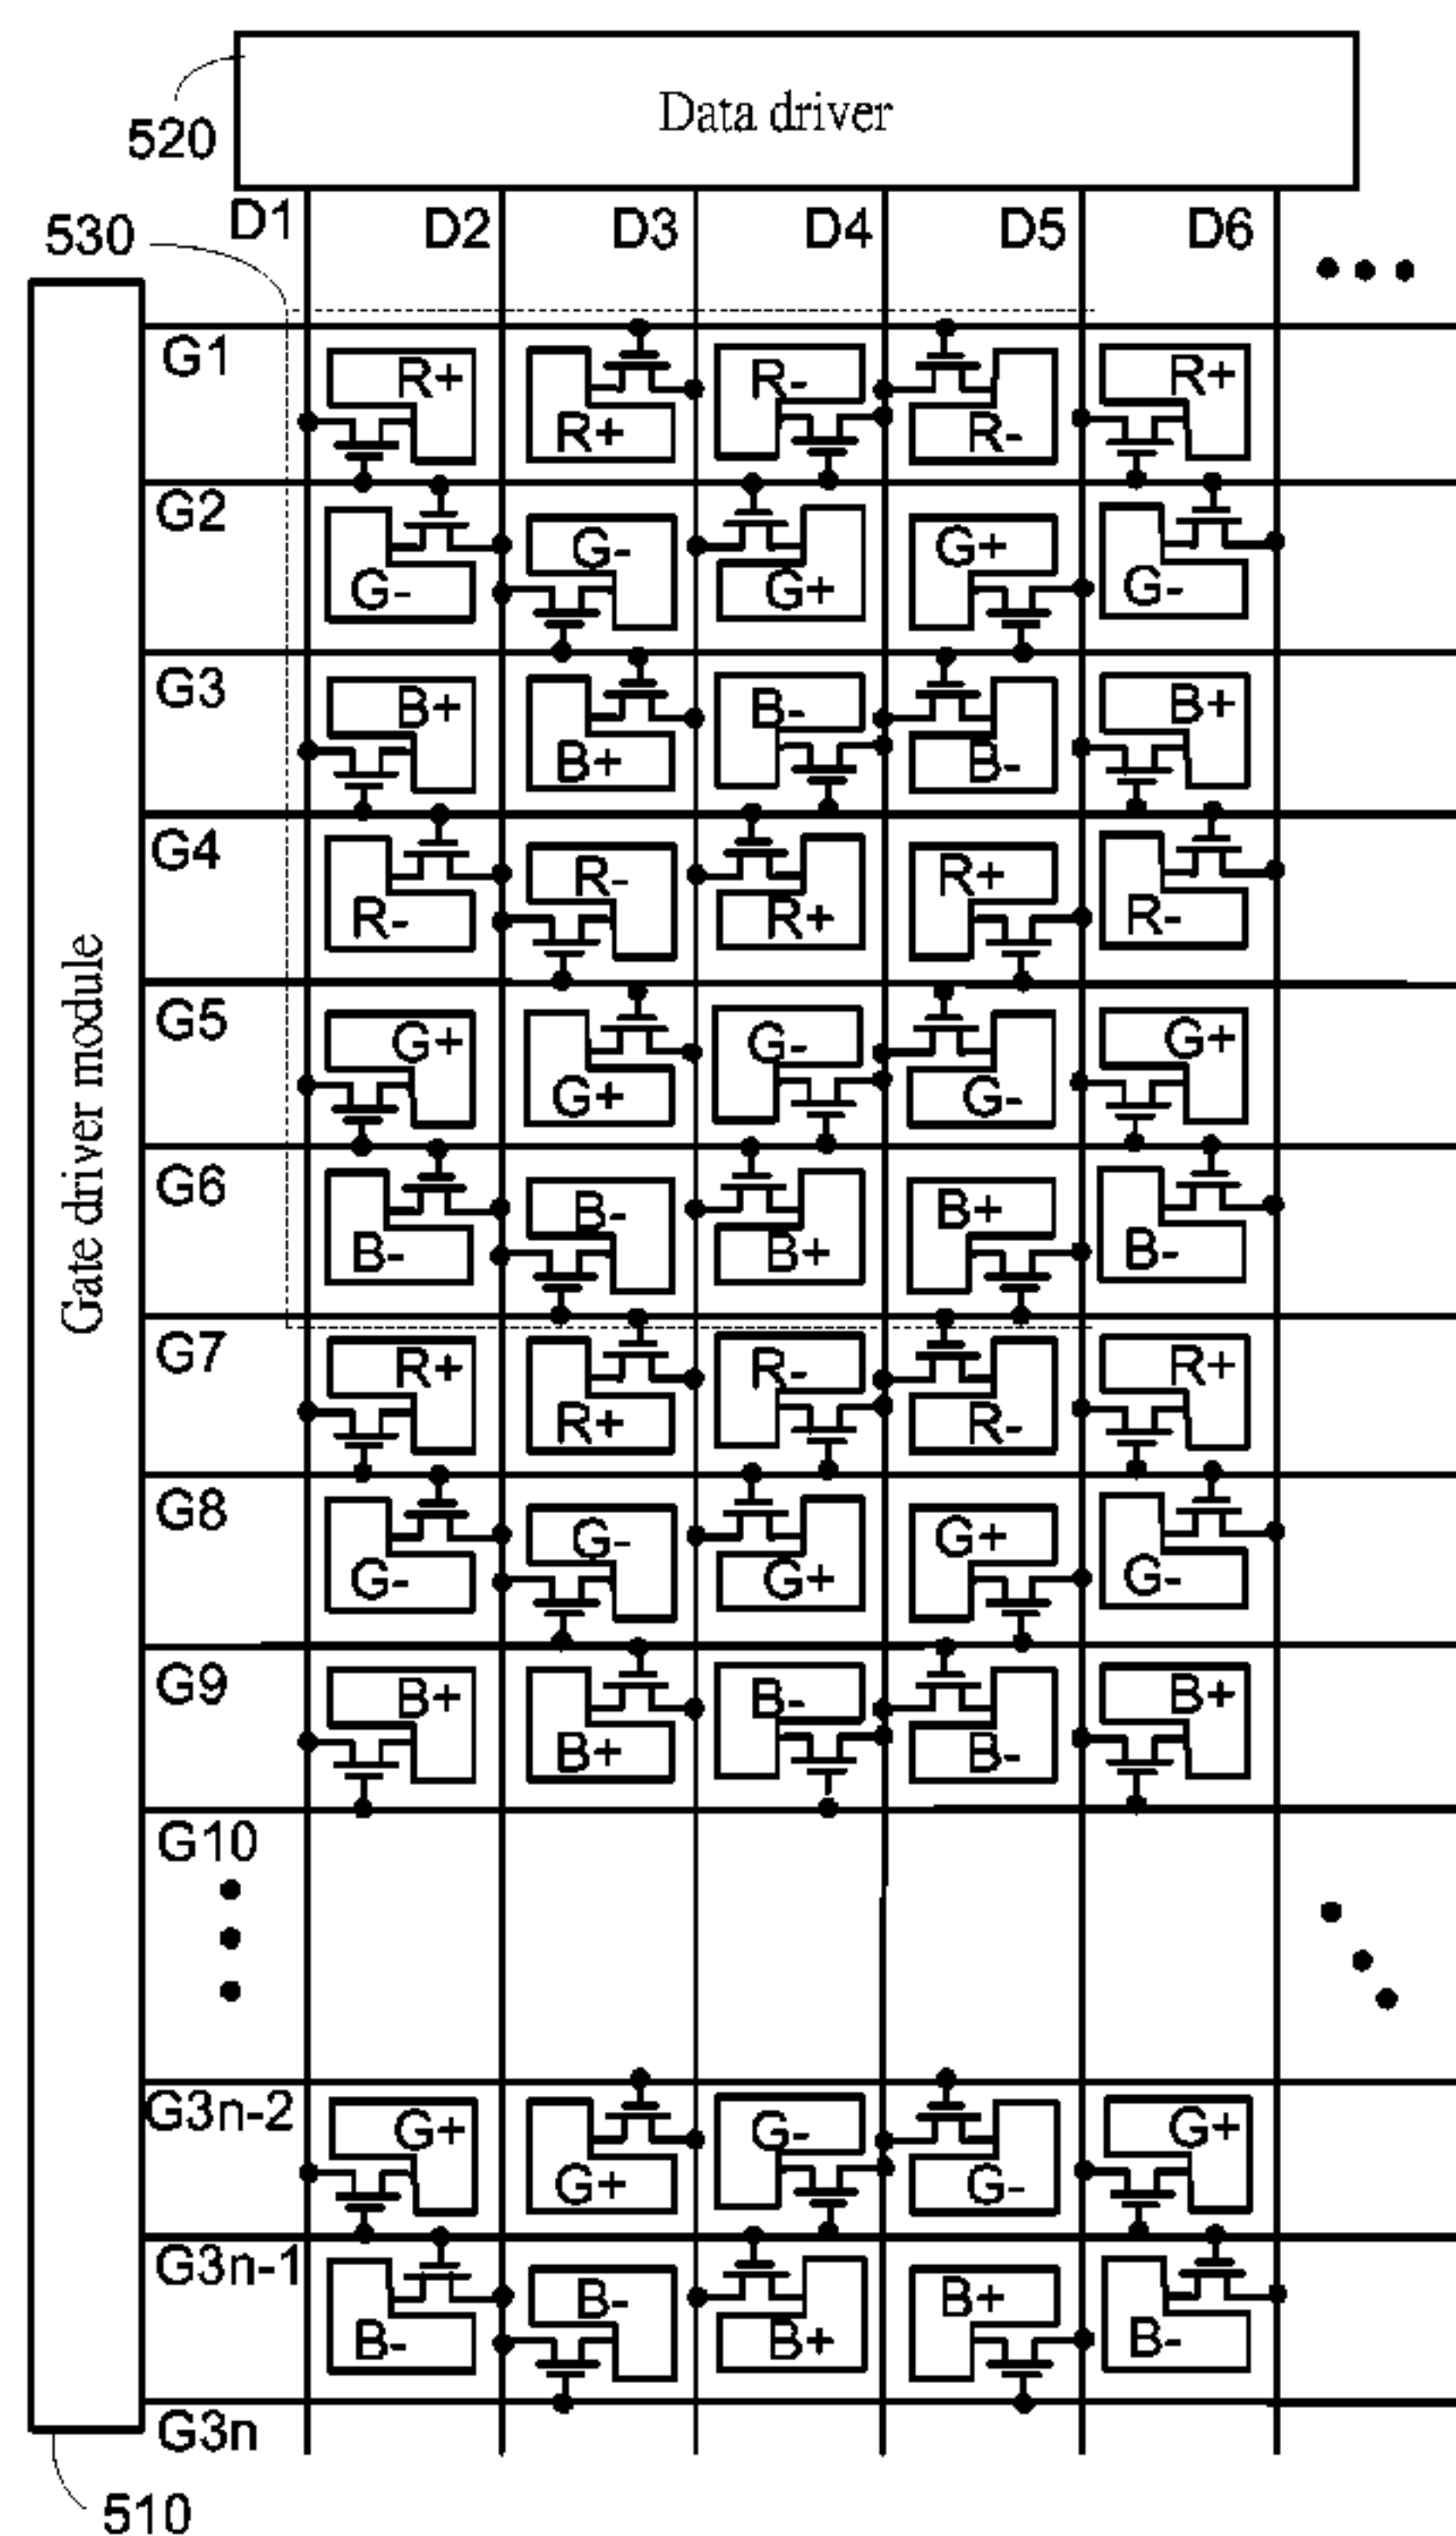 Data driver
520
D1 D2 D3 D4 D5 D6
530
G1
R+ R+ R- R- R+
G2
G- G- G+ G+ G-
G3
B+ B+ B- B- B+
G4
R- R- R+ R+ R-
G5
G+ G+ G- G- G+
G6
B- B- B+ B+ B-
Gate driver module
G7
R+ R+ R- R- R+
G8
G- G- G+ G+ G-
G9
B+ B+ B- B- B+
G10
G3n-2
G+ G+ G- G- G+
G3n-1
B- B- B+ B+ B-
G3n
510